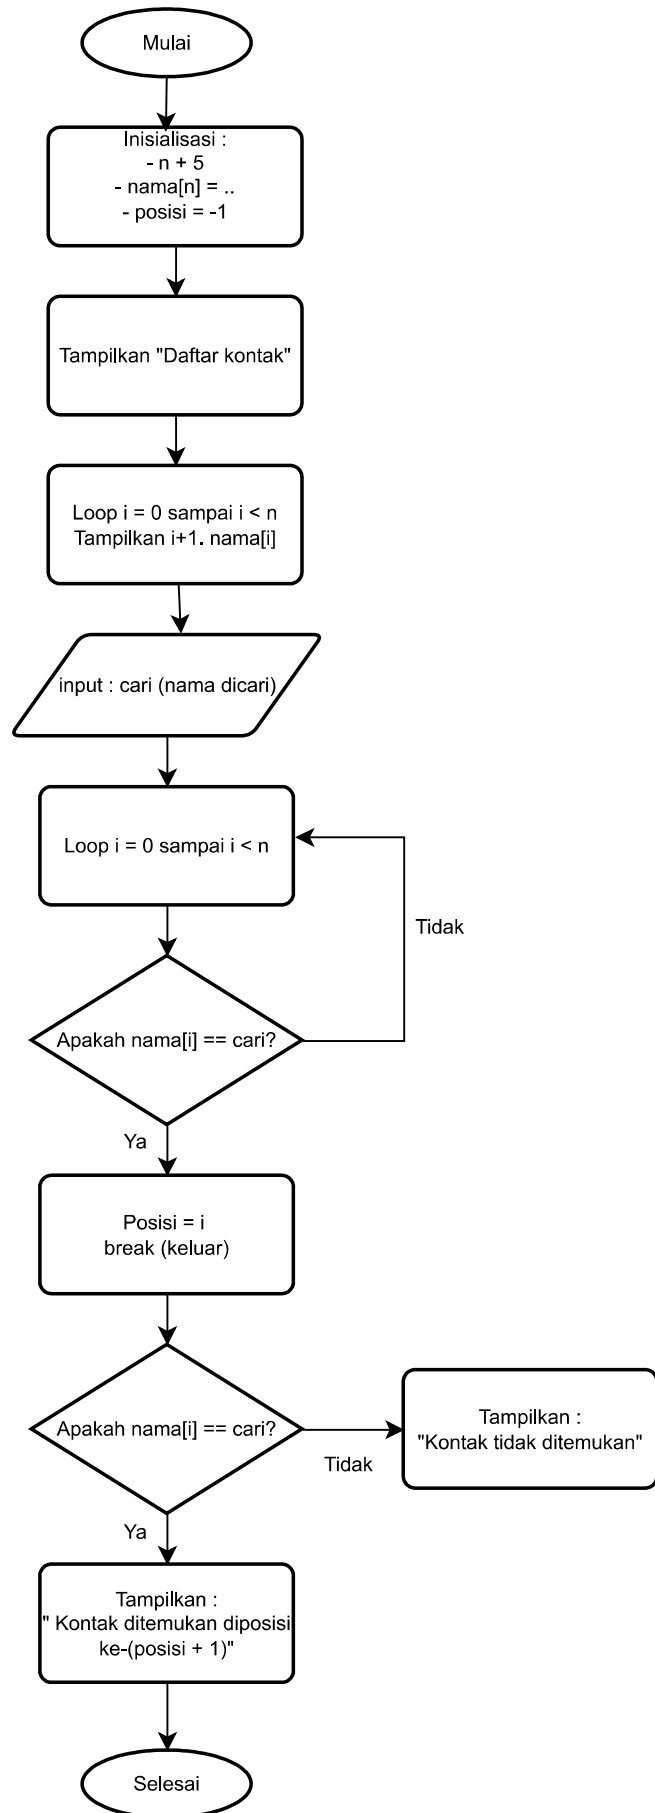 Mulai
Inisialisasi :
- n + 5
- nama[n] = ..
- posisi = -1
Tampilkan "Daftar kontak"
Loop i = 0 sampai i < n
Tampilkan i+1. nama[i]
input : cari (nama dicari)
Loop i = 0 sampai i < n
Tidak
Apakah nama[i] == cari?
Ya
Posisi = i
break (keluar)
Apakah nama[i] == cari?
Tidak
Tampilkan :
"Kontak tidak ditemukan"
Ya
Tampilkan :
" Kontak ditemukan diposisi
ke-(posisi + 1)"
Selesai